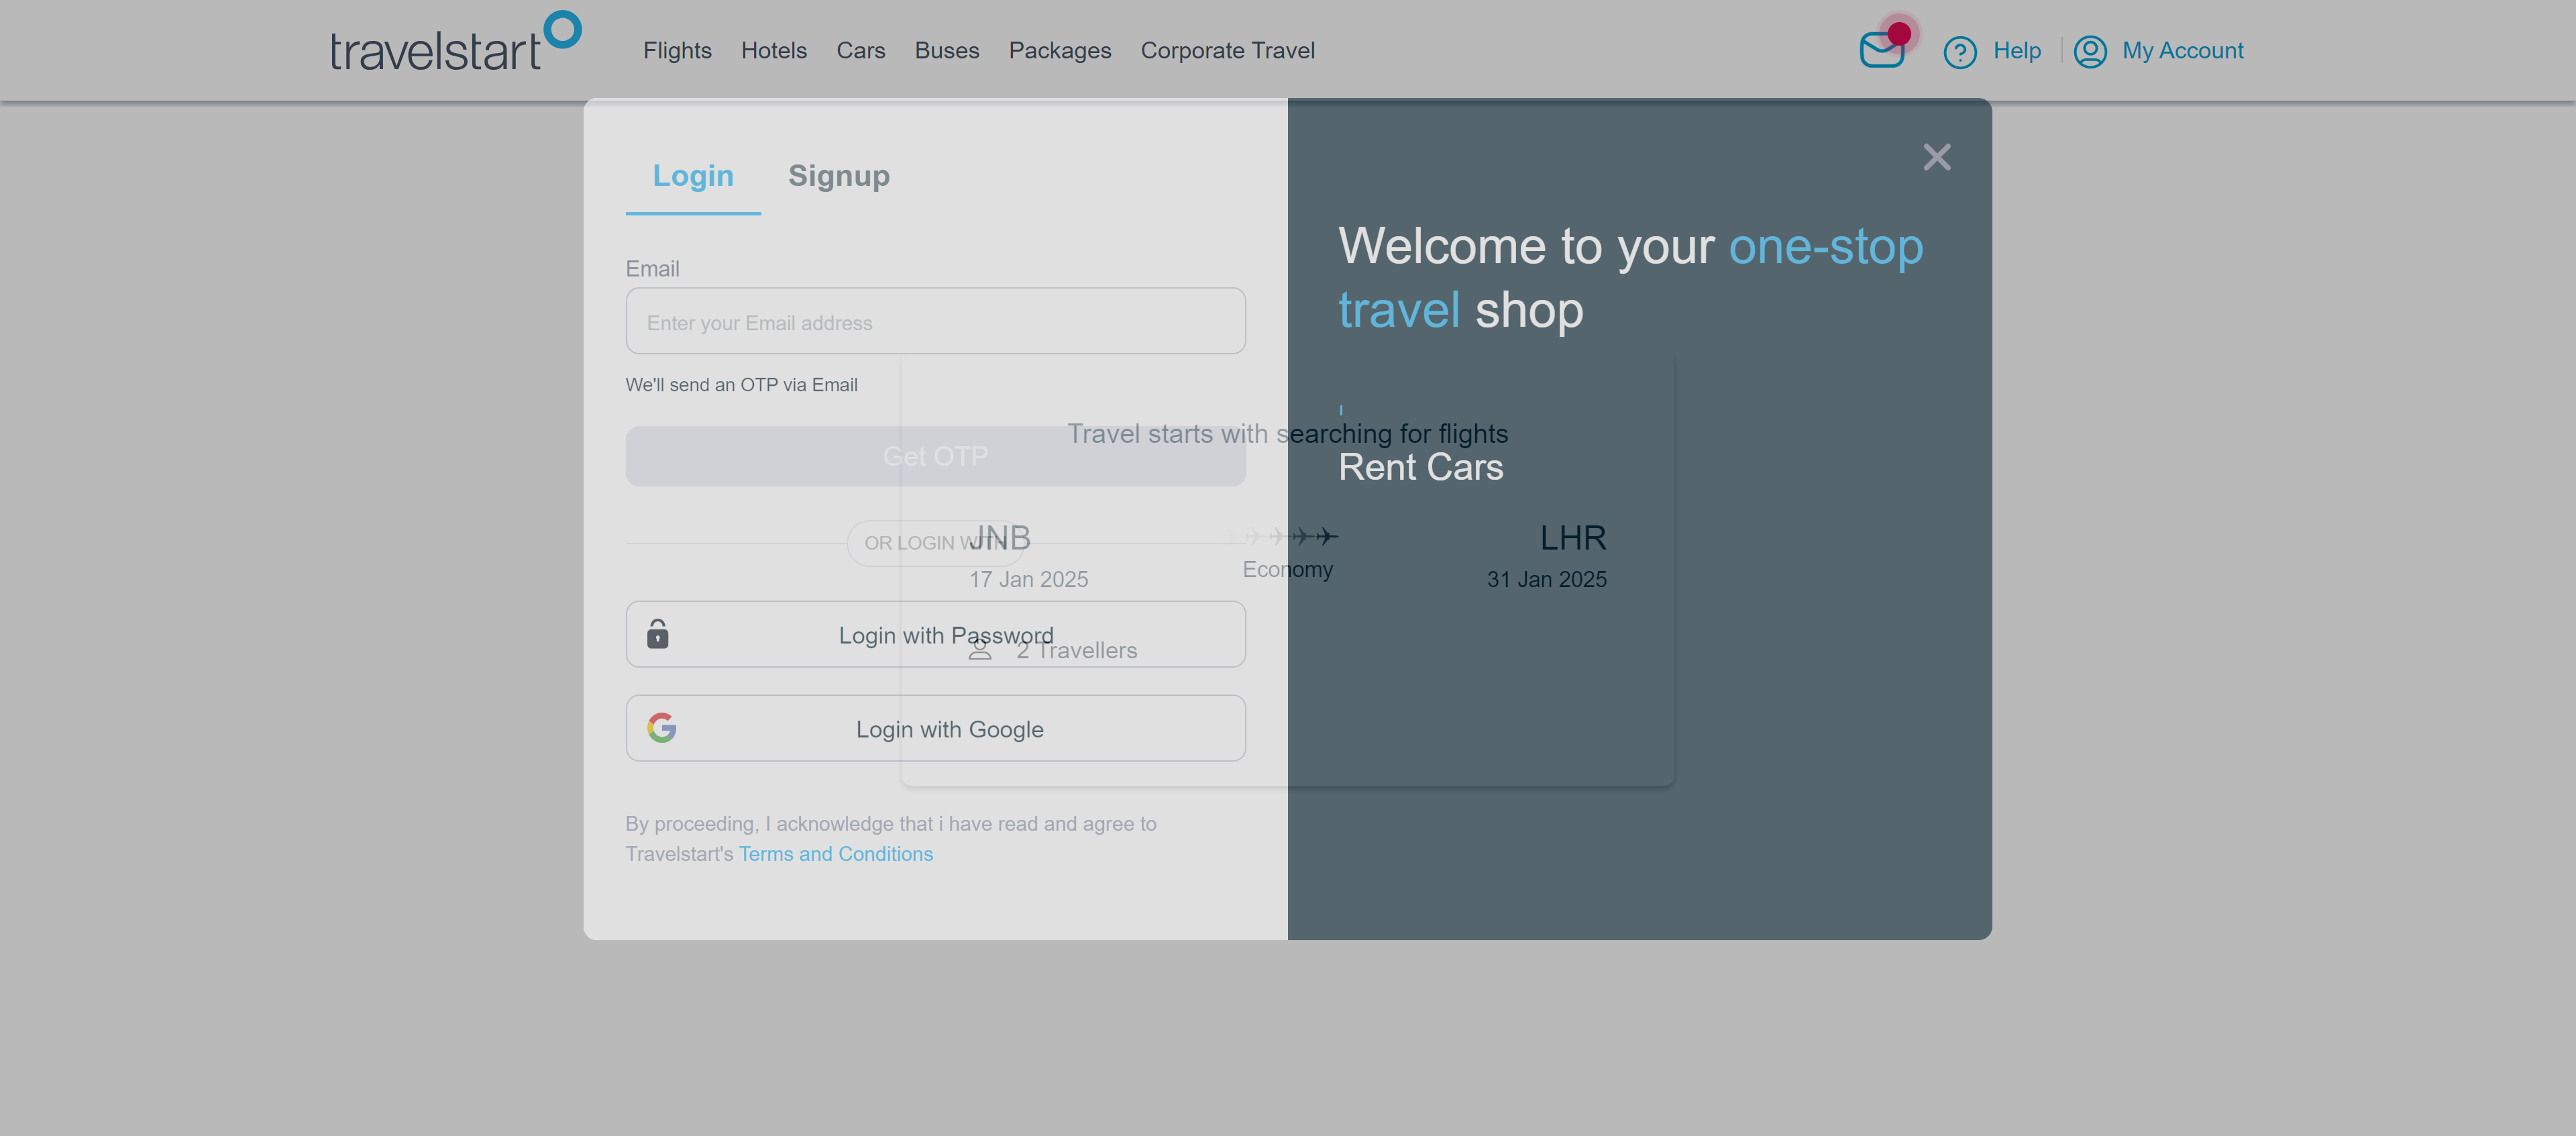 travelstart
Flights Hotels Cars Buses Packages Corporate Travel
Help My Account
Login Signup
Email
Enter your Email address
We'll send an OTP via Email
Get OTP
OR LOGIN WITH
Login with Password
Login with Google
By proceeding, I acknowledge that i have read and agree to
Travelstart's Terms and Conditions
Welcome to your one-stop
travel shop
Rent Cars
Travel starts with searching for flights
JNB LHR
17 Jan 2025 Economy 31 Jan 2025
2 Travellers